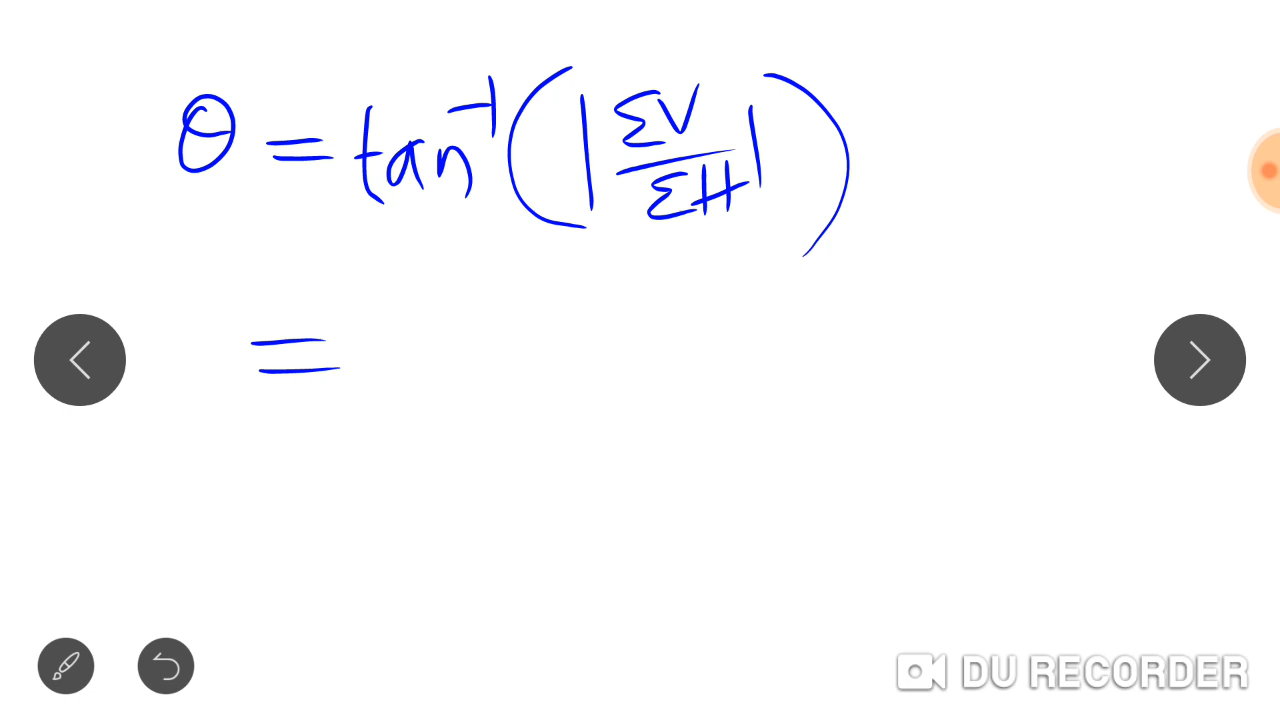 θ = tan⁻¹(|ΣV/ΣH|)
=
DU RECORDER